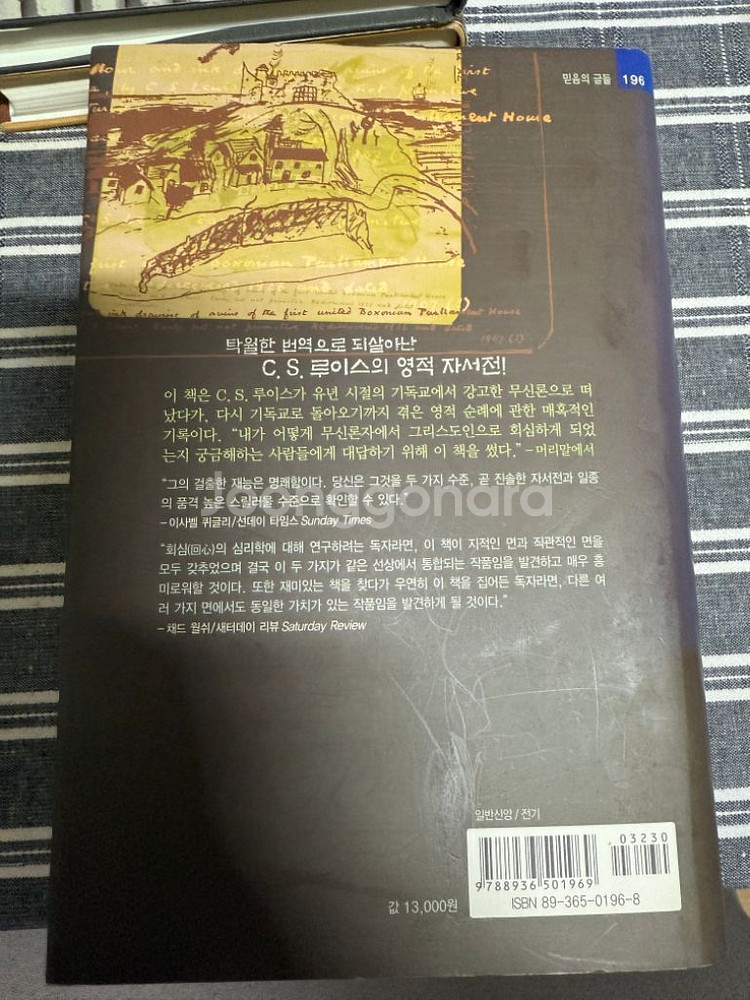 믿음의 글들 196
탁월한 번역으로 되살아난
C. S. 루이스의 영적 자서전!
이 책은 C. S. 루이스가 유년 시절의 기독교에서 강고한 무신론으로 떠
났다가, 다시 기독교로 돌아오기까지 겪은 영적 순례에 관한 매혹적인
기록이다. “내가 어떻게 무신론자에서 그리스도인으로 회심하게 되었
는지 궁금해하는 사람들에게 대답하기 위해 이 책을 썼다.” – 머리말에서
“그의 걸출한 재능은 명쾌함이다. 당신은 그것을 두 가지 수준, 곧 진솔한 자서전과 일종
의 품격 높은 스릴러물 수준으로 확인할 수 있다.”
– 이사벨 퀴글리/선데이 타임스 Sunday Times
Joonggonara
“회심(回心)의 심리학에 대해 연구하려는 독자라면, 이 책이 지적인 면과 직관적인 면을
모두 갖추었으며 결국 이 두 가지가 같은 선상에서 통합되는 작품임을 발견하고 매우 흥
미로워할 것이다. 또한 재미있는 책을 찾다가 우연히 이 책을 집어든 독자라면, 다른 여
러 가지 면에서도 동일한 가치가 있는 작품임을 발견하게 될 것이다.”
– 채드 월쉬/새터데이 리뷰 Saturday Review
일반신앙 / 전기
03230
9788936501969
값 13,000원
ISBN 89-365-0196-8